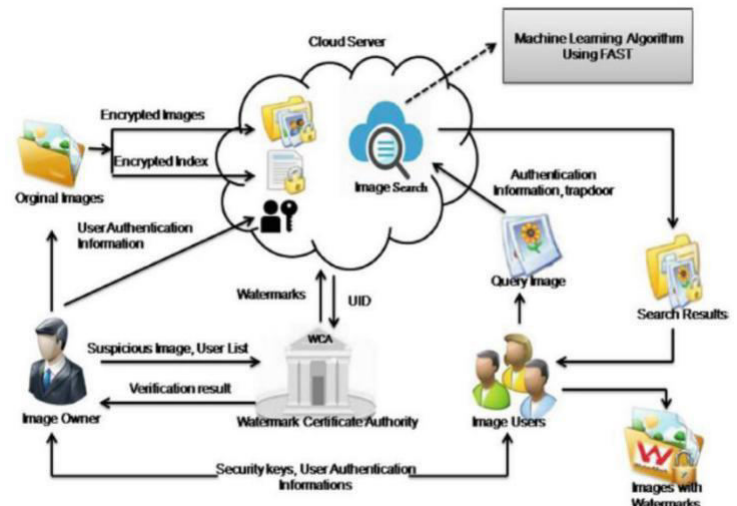 Cloud Server
Machine Learning Algorithm
Using FAST
Encrypted Images
Encrypted Index
Orginal Images
Image Search
Authentication
Information, trapdoor
User Authentication
Information
Query Image
Search Results
Watermarks
UID
WCA
Suspicious Image, User List
Verification result
Image Owner
Watermark Certificate Authority
Image Users
W
Security keys, User Authentication
Informations
Images with
Watermarks